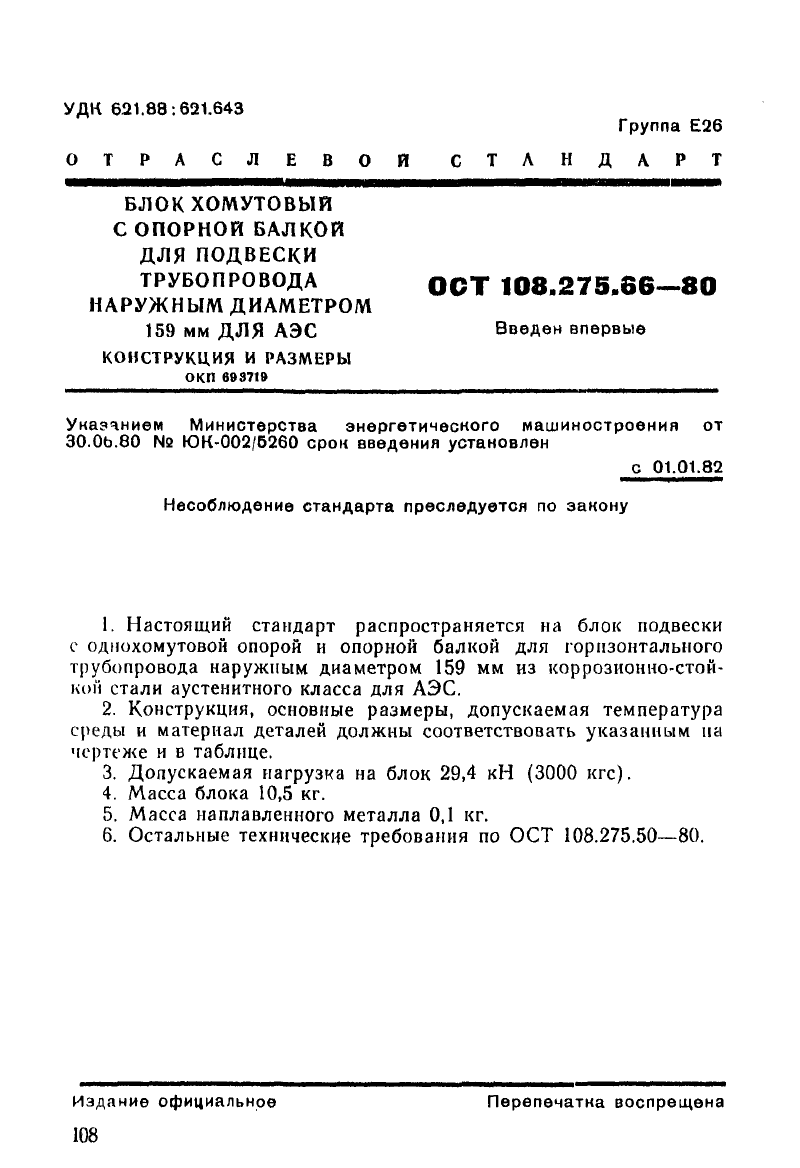 УДК 621.88:621.643
Группа Е26
ОТРАСЛЕВОЙ СТАНДАРТ
БЛОК ХОМУТОВЫЙ
С ОПОРНОЙ БАЛКОЙ
ДЛЯ ПОДВЕСКИ
ТРУБОПРОВОДА
НАРУЖНЫМ ДИАМЕТРОМ
159 мм ДЛЯ АЭС
КОНСТРУКЦИЯ И РАЗМЕРЫ
ОКП 693719
ОСТ 108.275.66—80
Введен впервые
Указанием Министерства энергетического машиностроения от
30.06.80 № ЮК-002/5260 срок введения установлен
с 01.01.82
Несоблюдение стандарта преследуется по закону
1. Настоящий стандарт распространяется на блок подвески
с однохомутовой опорой и опорной балкой для горизонтального
трубопровода наружным диаметром 159 мм из коррозионно-стой-
кой стали аустенитного класса для АЭС.
2. Конструкция, основные размеры, допускаемая температура
среды и материал деталей должны соответствовать указанным на
чертеже и в таблице.
3. Допускаемая нагрузка на блок 29,4 кН (3000 кгс).
4. Масса блока 10,5 кг.
5. Масса наплавленного металла 0,1 кг.
6. Остальные технические требования по ОСТ 108.275.50—80.
Издание официальное
Перепечатка воспрещена
108